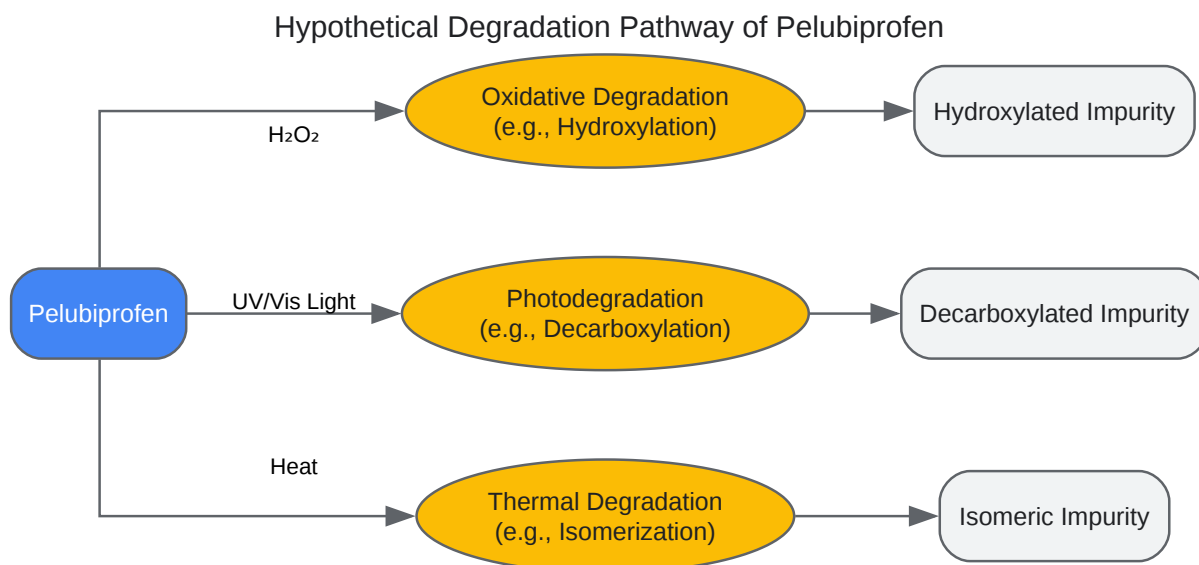 Hypothetical Degradation Pathway of Pelubiprofen
Oxidative Degradation
(e.g., Hydroxylation)
Hydroxylated Impurity
H₂O₂
Pelubiprofen
UV/Vis Light
Photodegradation
(e.g., Decarboxylation)
Decarboxylated Impurity
Heat
Thermal Degradation
(e.g., Isomerization)
Isomeric Impurity